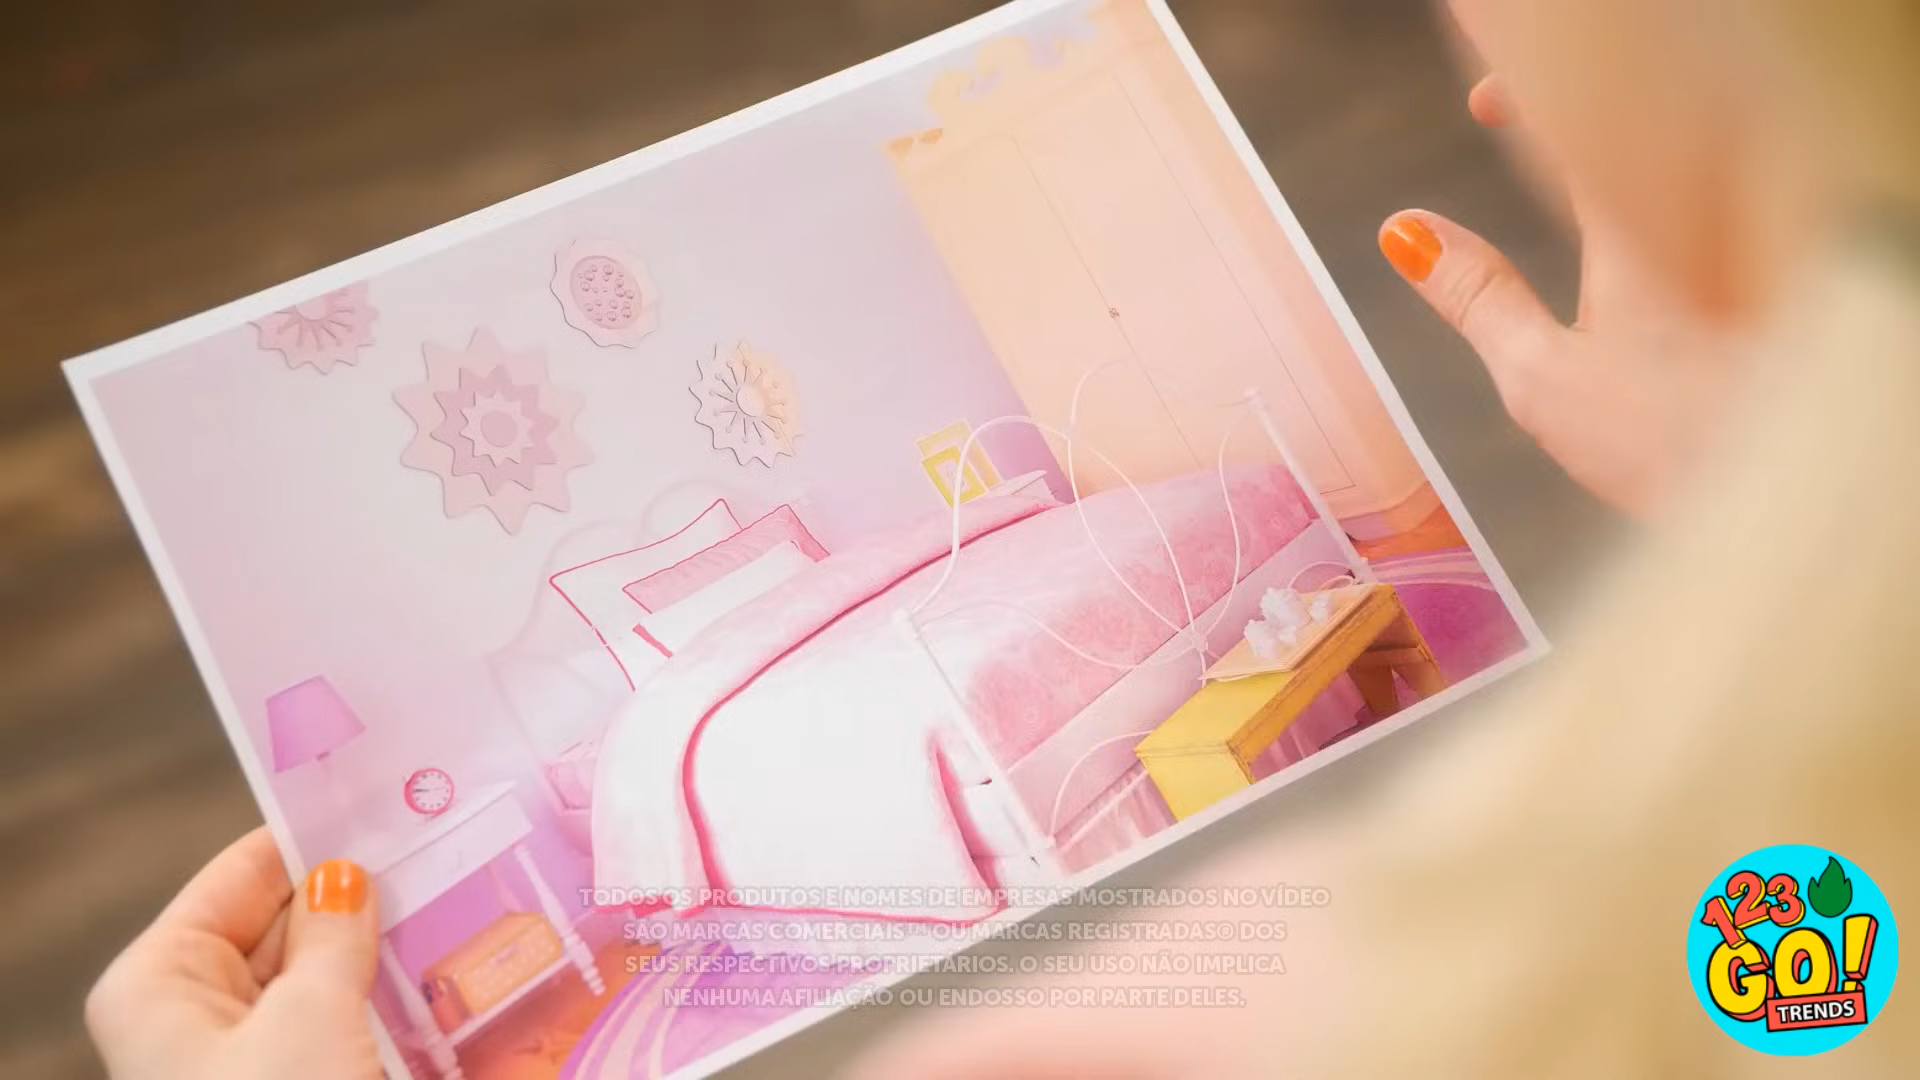 TODOS OS PRODUTOS E NOMES DE EMPRESAS MOSTRADOS NO VÍDEO
SÃO MARCAS COMERCIAIS™ OU MARCAS REGISTRADAS® DOS
SEUS RESPECTIVOS PROPRIETÁRIOS. O SEU USO NÃO IMPLICA
NENHUMA AFILIAÇÃO OU ENDOSSO POR PARTE DELES.
123
GO!
TRENDS